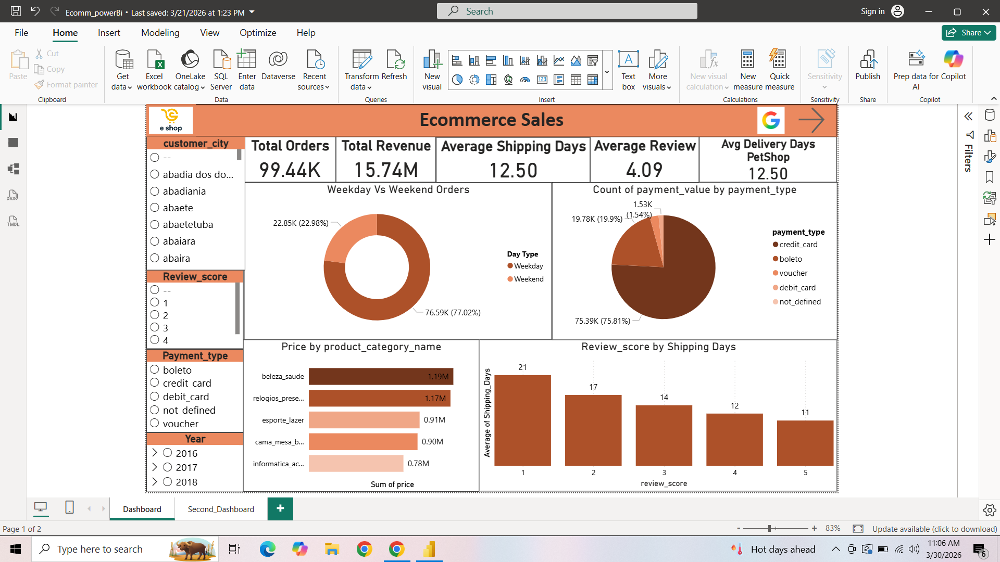 Ecomm_powerBi • Last saved: 3/21/2026 at 1:23 PM
Search
Sign in
File
Home
Insert
Modeling
View
Optimize
Help
Share
Paste
Cut
Copy
Format painter
Clipboard
Get data
Excel workbook
OneLake catalog
SQL Server
Enter data
Dataverse
Recent sources
Data
Transform data
Refresh
Queries
New visual
Text box
More visuals
Insert
New visual calculation
New measure
Quick measure
Calculations
Sensitivity
Sensitivity
Publish
Share
Prep data for AI
Copilot
Copilot
DAX
TMDL
e shop
Ecommerce Sales
G
customer_city
--
abadia dos do...
abadiania
abaete
abaetetuba
abaiara
abaira
Review_score
--
1
2
3
4
Payment_type
boleto
credit_card
debit_card
not_defined
voucher
Year
2016
2017
2018
Total Orders
99.44K
Total Revenue
15.74M
Average Shipping Days
12.50
Average Review
4.09
Avg Delivery Days
PetShop
12.50
Weekday Vs Weekend Orders
22.85K (22.98%)
76.59K (77.02%)
Day Type
Weekday
Weekend
Count of payment_value by payment_type
1.53K
(1.54%)
19.78K (19.9%)
75.39K (75.81%)
payment_type
credit_card
boleto
voucher
debit_card
not_defined
Price by product_category_name
beleza_saude
1.19M
relogios_prese...
1.17M
esporte_lazer
0.91M
cama_mesa_b...
0.90M
informatica_ac...
0.78M
Sum of price
Review_score by Shipping Days
Average of Shipping_Days
21
17
14
12
11
1
2
3
4
5
review_score
Filters
Dashboard
Second_Dashboard
+
Page 1 of 2
- + 83%
Update available (click to download)
Type here to search
Hot days ahead
11:06 AM
3/30/2026
6